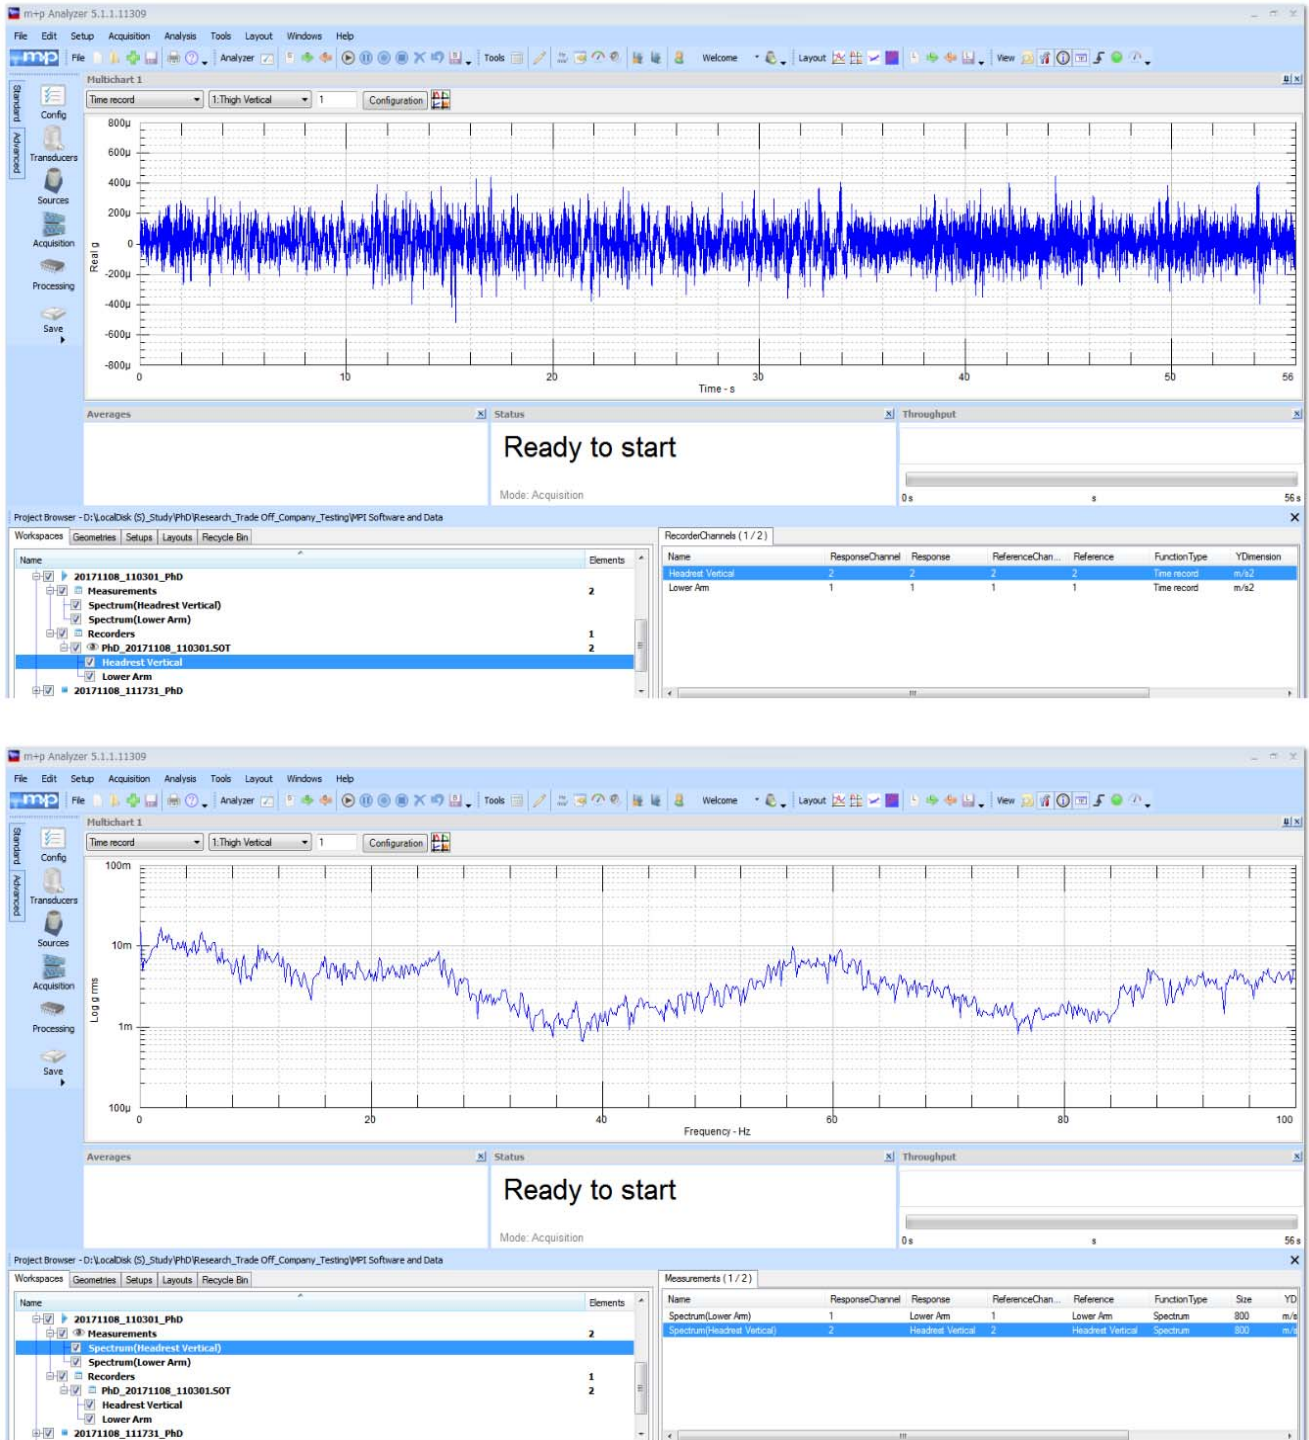 m+p Analyzer 5.1.1.11309
File Edit Setup Acquisition Analysis Tools Layout Windows Help
m+p File Analyzer Tools Welcome Layout View
Multichart 1
Standard
Advanced
Time record 1:Thigh Vertical 1 Configuration
Config
Transducers
Sources
Acquisition
Processing
Save
Real g
800µ
600µ
400µ
200µ
0
-200µ
-400µ
-600µ
-800µ
0 10 20 30 40 50 56
Time - s
Averages
Status
Throughput
Ready to start
Mode: Acquisition
0 s s 56 s
Project Browser - D:\LocalDisk (S)_Study\PhD\Research_Trade Off_Company_Testing\MPI Software and Data
Workspaces Geometries Setups Layouts Recycle Bin
Name Elements
20171108_110301_PhD
Measurements 2
Spectrum(Headrest Vertical)
Spectrum(Lower Arm)
Recorders 1
PhD_20171108_110301.SOT 2
Headrest Vertical
Lower Arm
20171108_111731_PhD
RecorderChannels ( 1 / 2 )
Name ResponseChannel Response ReferenceChan... Reference FunctionType YDimension
Headrest Vertical 2 2 2 2 Time record m/s2
Lower Arm 1 1 1 1 Time record m/s2
m+p Analyzer 5.1.1.11309
File Edit Setup Acquisition Analysis Tools Layout Windows Help
m+p File Analyzer Tools Welcome Layout View
Multichart 1
Standard
Advanced
Time record 1:Thigh Vertical 1 Configuration
Config
Transducers
Sources
Acquisition
Processing
Save
Log g rms
100m
10m
1m
100µ
0 20 40 60 80 100
Frequency - Hz
Averages
Status
Throughput
Ready to start
Mode: Acquisition
0 s s 56 s
Project Browser - D:\LocalDisk (S)_Study\PhD\Research_Trade Off_Company_Testing\MPI Software and Data
Workspaces Geometries Setups Layouts Recycle Bin
Name Elements
20171108_110301_PhD
Measurements 2
Spectrum(Headrest Vertical)
Spectrum(Lower Arm)
Recorders 1
PhD_20171108_110301.SOT 2
Headrest Vertical
Lower Arm
20171108_111731_PhD
Measurements ( 1 / 2 )
Name ResponseChannel Response ReferenceChan... Reference FunctionType Size YD
Spectrum(Lower Arm) 1 Lower Arm 1 Lower Arm Spectrum 800 m/s
Spectrum(Headrest Vertical) 2 Headrest Vertical 2 Headrest Vertical Spectrum 800 m/s